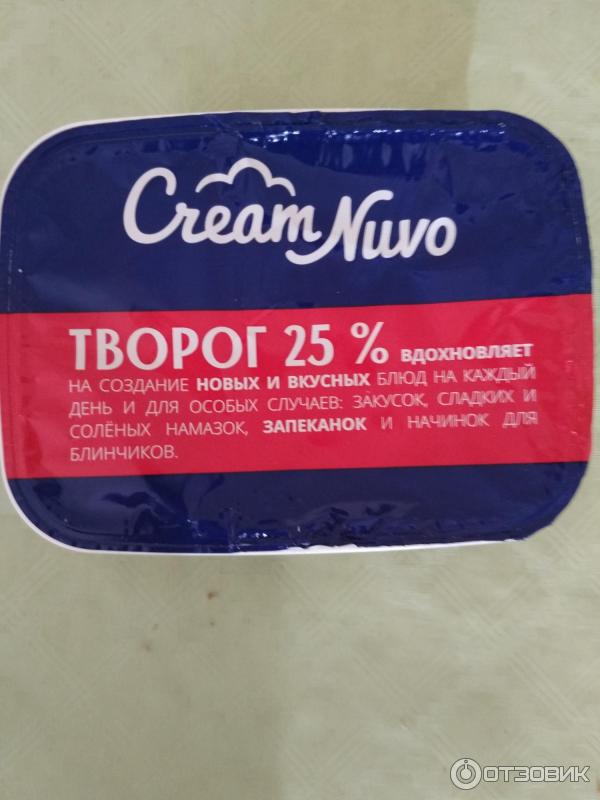 Cream Nuvo
ТВОРОГ 25 % ВДОХНОВЛЯЕТ
НА СОЗДАНИЕ НОВЫХ И ВКУСНЫХ БЛЮД НА КАЖДЫЙ
ДЕНЬ И ДЛЯ ОСОБЫХ СЛУЧАЕВ: ЗАКУСОК, СЛАДКИХ И
СОЛЁНЫХ НАМАЗОК, ЗАПЕКАНОК И НАЧИНОК ДЛЯ
БЛИНЧИКОВ.
ОТЗОВИК